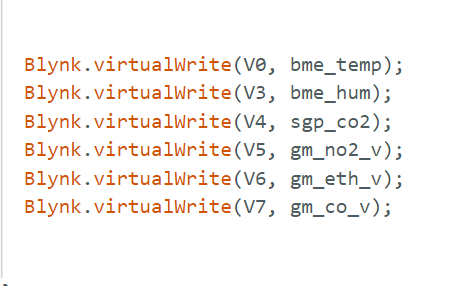 Blynk.virtualWrite(V0, bme_temp);
Blynk.virtualWrite(V3, bme_hum);
Blynk.virtualWrite(V4, sgp_co2);
Blynk.virtualWrite(V5, gm_no2_v);
Blynk.virtualWrite(V6, gm_eth_v);
Blynk.virtualWrite(V7, gm_co_v);